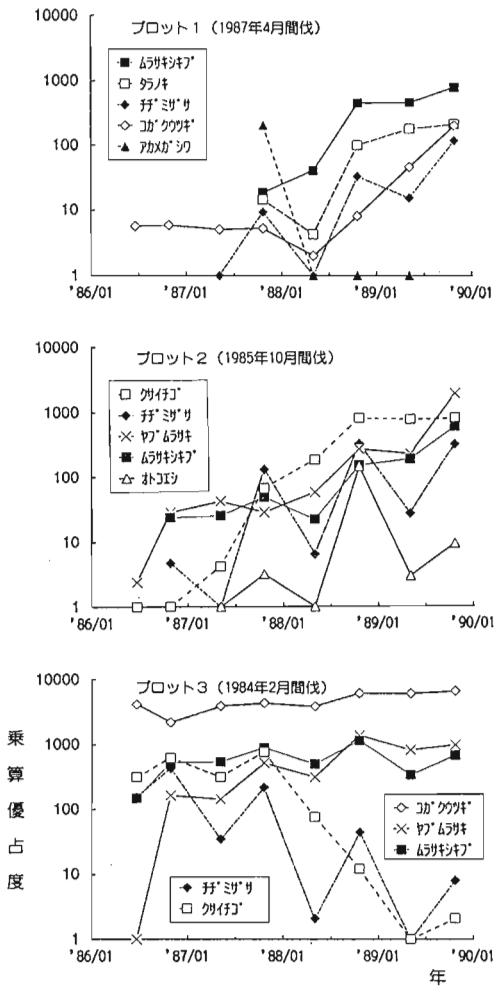 プロット1 (1987年4月間伐)
10000
1000
100
10
1
ムラサキシキブ
タラノキ
チヂミザサ
コガクウツギ
アカメガシワ
'86/01 '87/01 '88/01 '89/01 '90/01
プロット2 (1985年10月間伐)
10000
1000
100
10
1
クサイチゴ
チヂミザサ
ヤブムラサキ
ムラサキシキブ
オトコエシ
'86/01 '87/01 '88/01 '89/01 '90/01
プロット3 (1984年2月間伐)
10000
1000
100
10
1
コガクウツギ
ヤブムラサキ
ムラサキシキブ
チヂミザサ
クサイチゴ
'86/01 '87/01 '88/01 '89/01 '90/01
乗算優占度
年